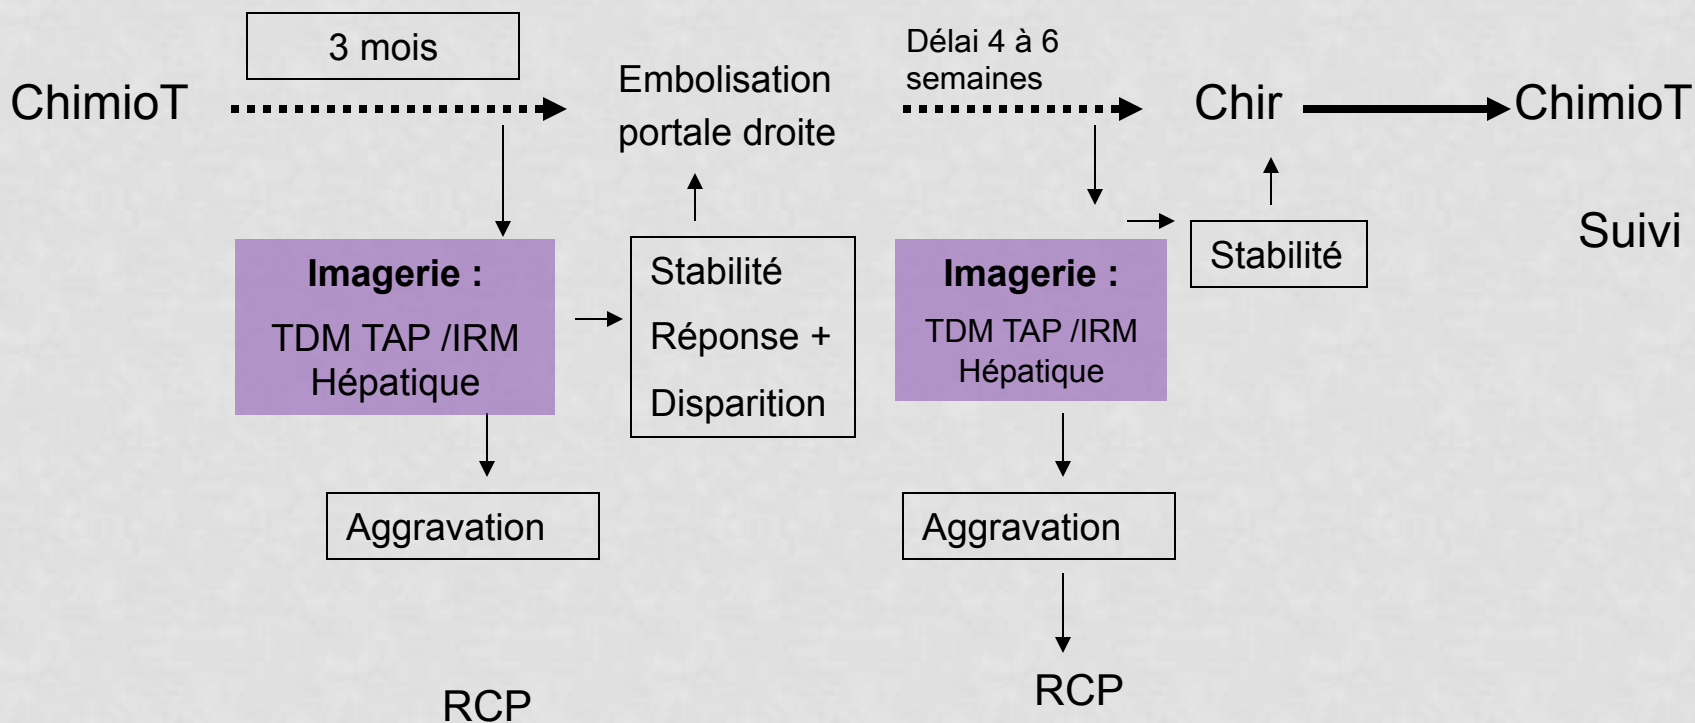 3 mois
ChimioT
Embolisation
portale droite
Délai 4 à 6
semaines
Chir
ChimioT
Suivi
Imagerie :
TDM TAP /IRM
Hépatique
Stabilité
Réponse +
Disparition
Imagerie :
TDM TAP /IRM
Hépatique
Stabilité
Aggravation
Aggravation
RCP
RCP